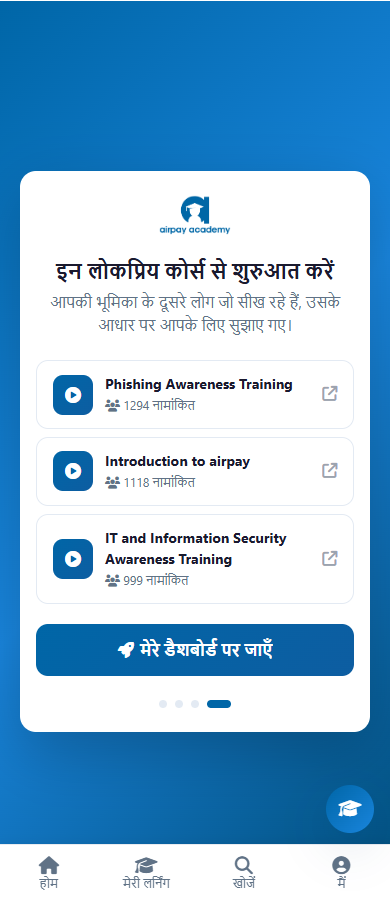 airpay academy
इन लोकप्रिय कोर्स से शुरुआत करें
आपकी भूमिका के दूसरे लोग जो सीख रहे हैं, उसके
आधार पर आपके लिए सुझाए गए।
Phishing Awareness Training
1294 नामांकित
Introduction to airpay
1118 नामांकित
IT and Information Security
Awareness Training
999 नामांकित
मेरे डैशबोर्ड पर जाएँ
होम
मेरी लर्निंग
खोजें
मैं